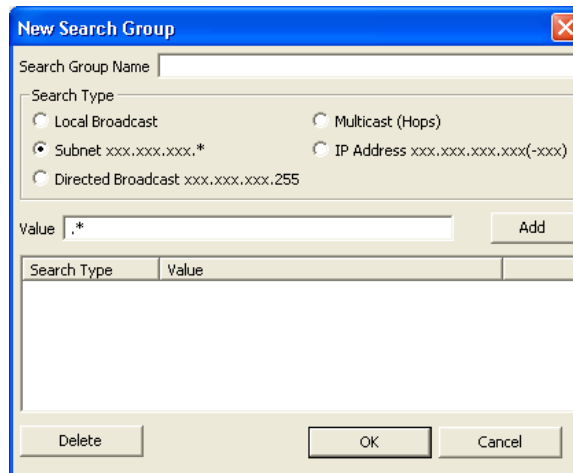 New Search Group
Search Group Name
Search Type
Local Broadcast
Multicast (Hops)
Subnet xxx.xxx.xxx.*
IP Address xxx.xxx.xxx.xxx(-xxx)
Directed Broadcast xxx.xxx.xxx.255
Value .* Add
Search Type Value
Delete OK Cancel